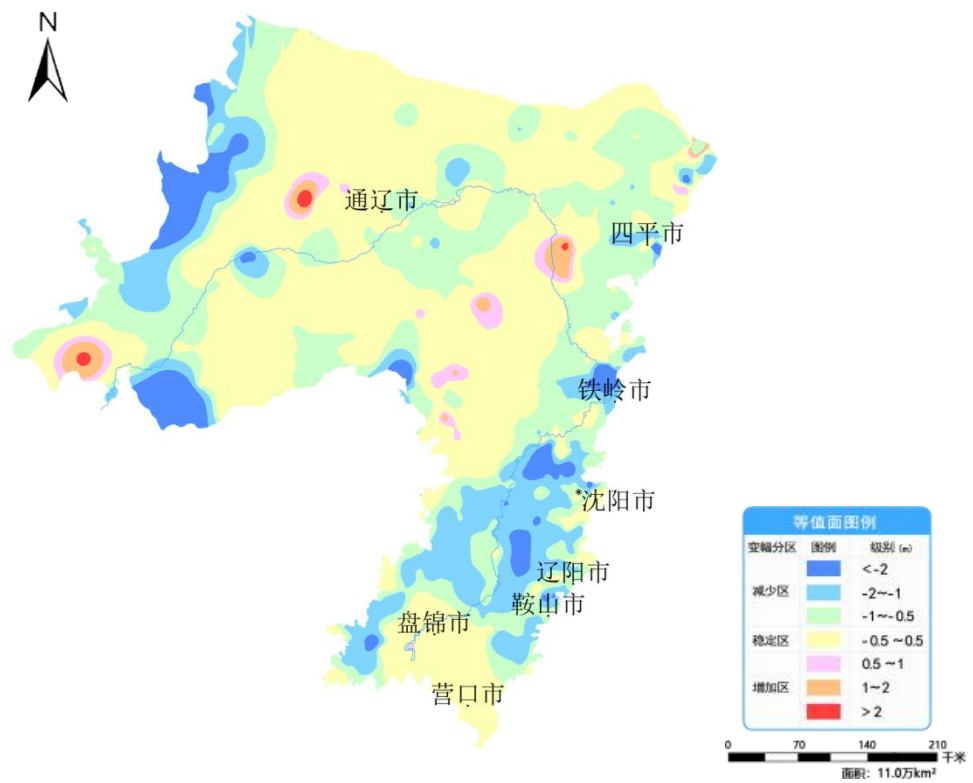 N
通辽市
四平市
铁岭市
沈阳市
辽阳市
鞍山市
盘锦市
营口市
等值面图例
变幅分区 图例 级别 (m)
减少区
<-2
-2~-1
-1~-0.5
稳定区 -0.5~0.5
增加区
0.5~1
1~2
>2
0 70 140 210 千米
面积：11.0万km²